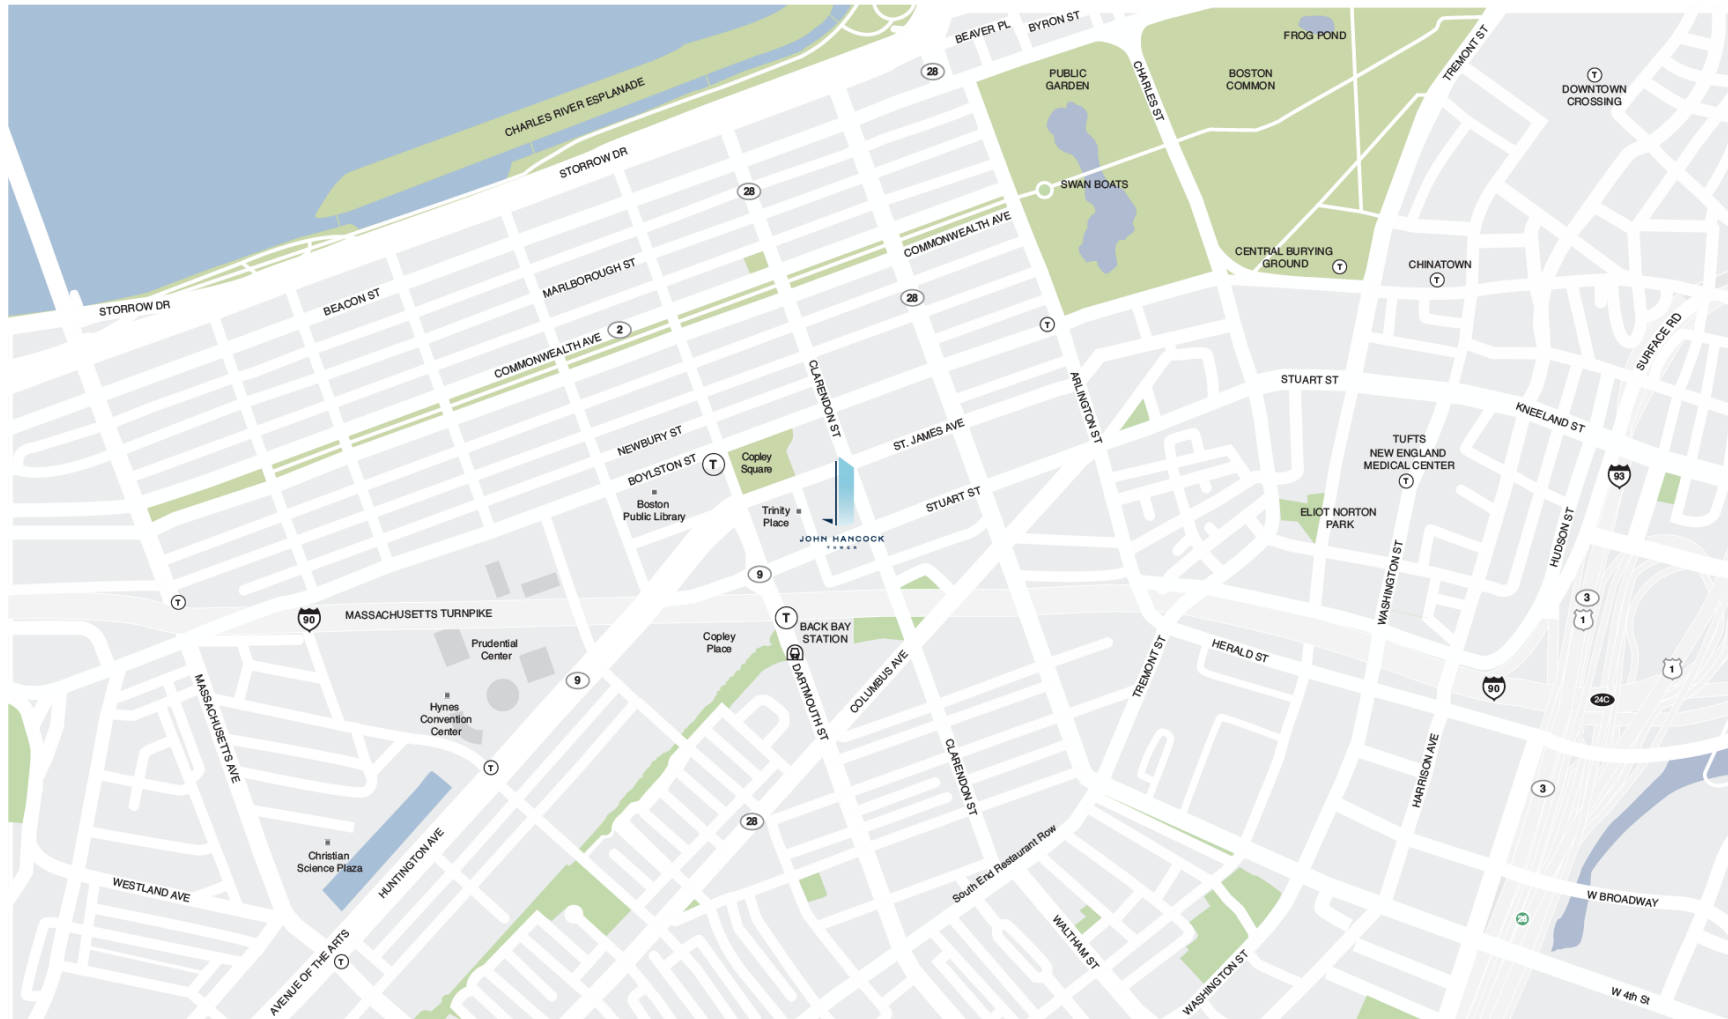 BEAVER PL
BYRON ST
FROG POND
TREMONT ST
28
PUBLIC
GARDEN
CHARLES ST
BOSTON
COMMON
T
DOWNTOWN
CROSSING
CHARLES RIVER ESPLANADE
STORROW DR
28
SWAN BOATS
COMMONWEALTH AVE
CENTRAL BURYING
GROUND
T
CHINATOWN
T
MARLBOROUGH ST
BEACON ST
STORROW DR
28
2
T
COMMONWEALTH AVE
SURFACE RD
CLARENDON ST
ARLINGTON ST
STUART ST
KNEELAND ST
NEWBURY ST
ST. JAMES AVE
TUFTS
NEW ENGLAND
MEDICAL CENTER
T
BOYLSTON ST
T
Copley
Square
93
Boston
Public Library
Trinity
Place
STUART ST
ELIOT NORTON
PARK
HUDSON ST
JOHN HANCOCK
TOWER
9
WASHINGTON ST
T
90
MASSACHUSETTS TURNPIKE
T
BACK BAY
STATION
3
1
Prudential
Center
Copley
Place
HERALD ST
TREMONT ST
COLUMBUS AVE
9
90
1
24C
MASSACHUSETTS AVE
Hynes
Convention
Center
DARTMOUTH ST
CLARENDON ST
HARRISON AVE
T
3
28
Christian
Science Plaza
HUNTINGTON AVE
South End Restaurant Row
WESTLAND AVE
W BROADWAY
26
WALTHAM ST
AVENUE OF THE ARTS
T
WASHINGTON ST
W 4th St